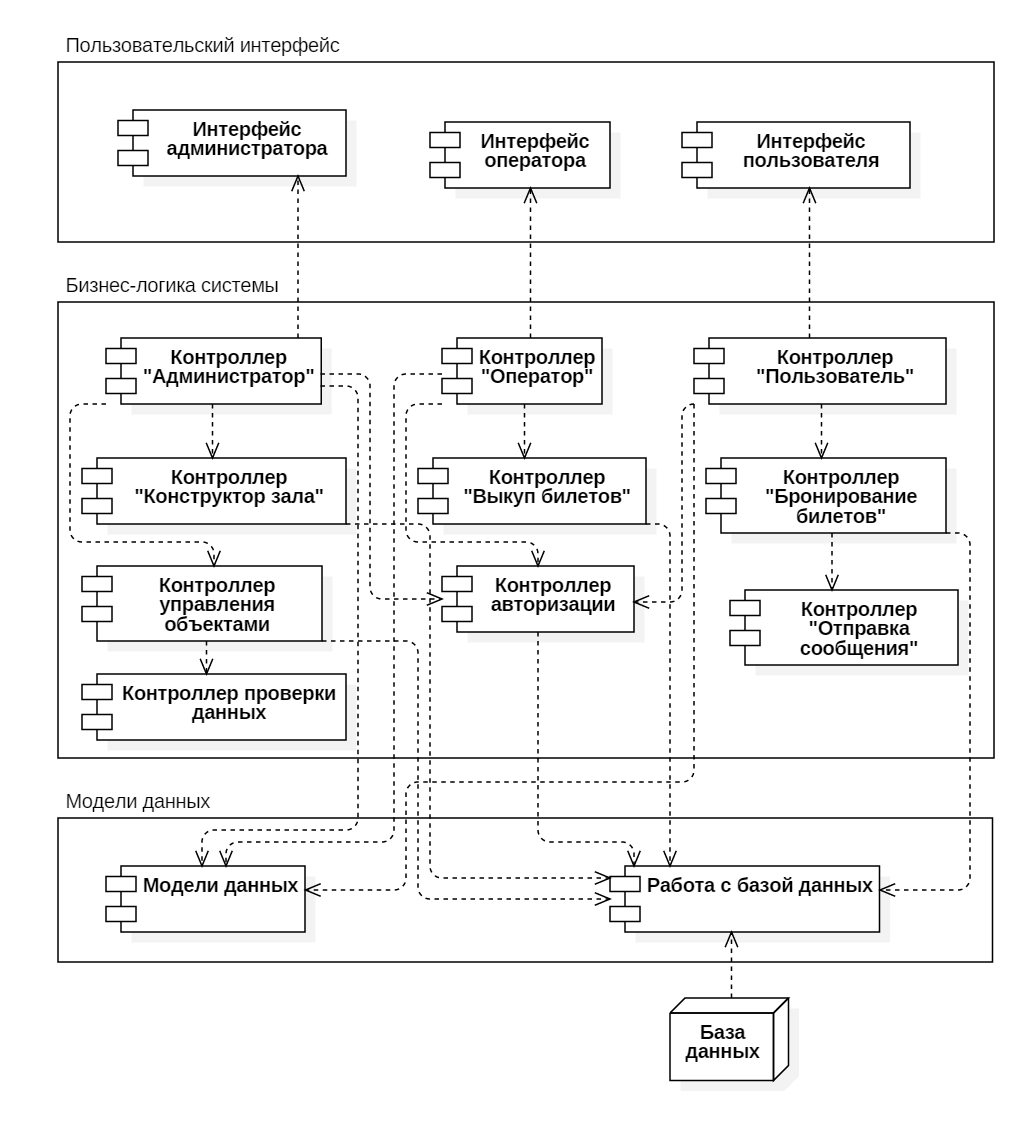 Пользовательский интерфейс
Интерфейс
администратора
Интерфейс
оператора
Интерфейс
пользователя
Бизнес-логика системы
Контроллер
"Администратор"
Контроллер
"Оператор"
Контроллер
"Пользователь"
Контроллер
"Конструктор зала"
Контроллер
"Выкуп билетов"
Контроллер
"Бронирование
билетов"
Контроллер
управления
объектами
Контроллер
авторизации
Контроллер
"Отправка
сообщения"
Контроллер проверки
данных
Модели данных
Модели данных
Работа с базой данных
База
данных